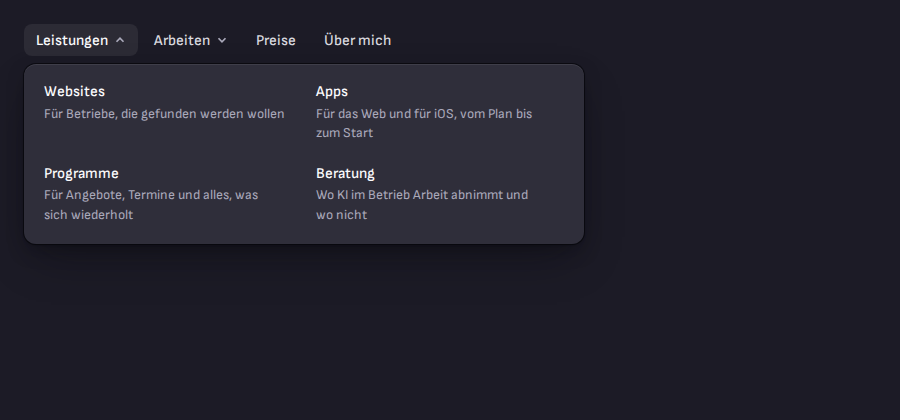 Leistungen
Arbeiten
Preise
Über mich
Websites
Für Betriebe, die gefunden werden wollen
Apps
Für das Web und für iOS, vom Plan bis
zum Start
Programme
Für Angebote, Termine und alles, was
sich wiederholt
Beratung
Wo KI im Betrieb Arbeit abnimmt und
wo nicht